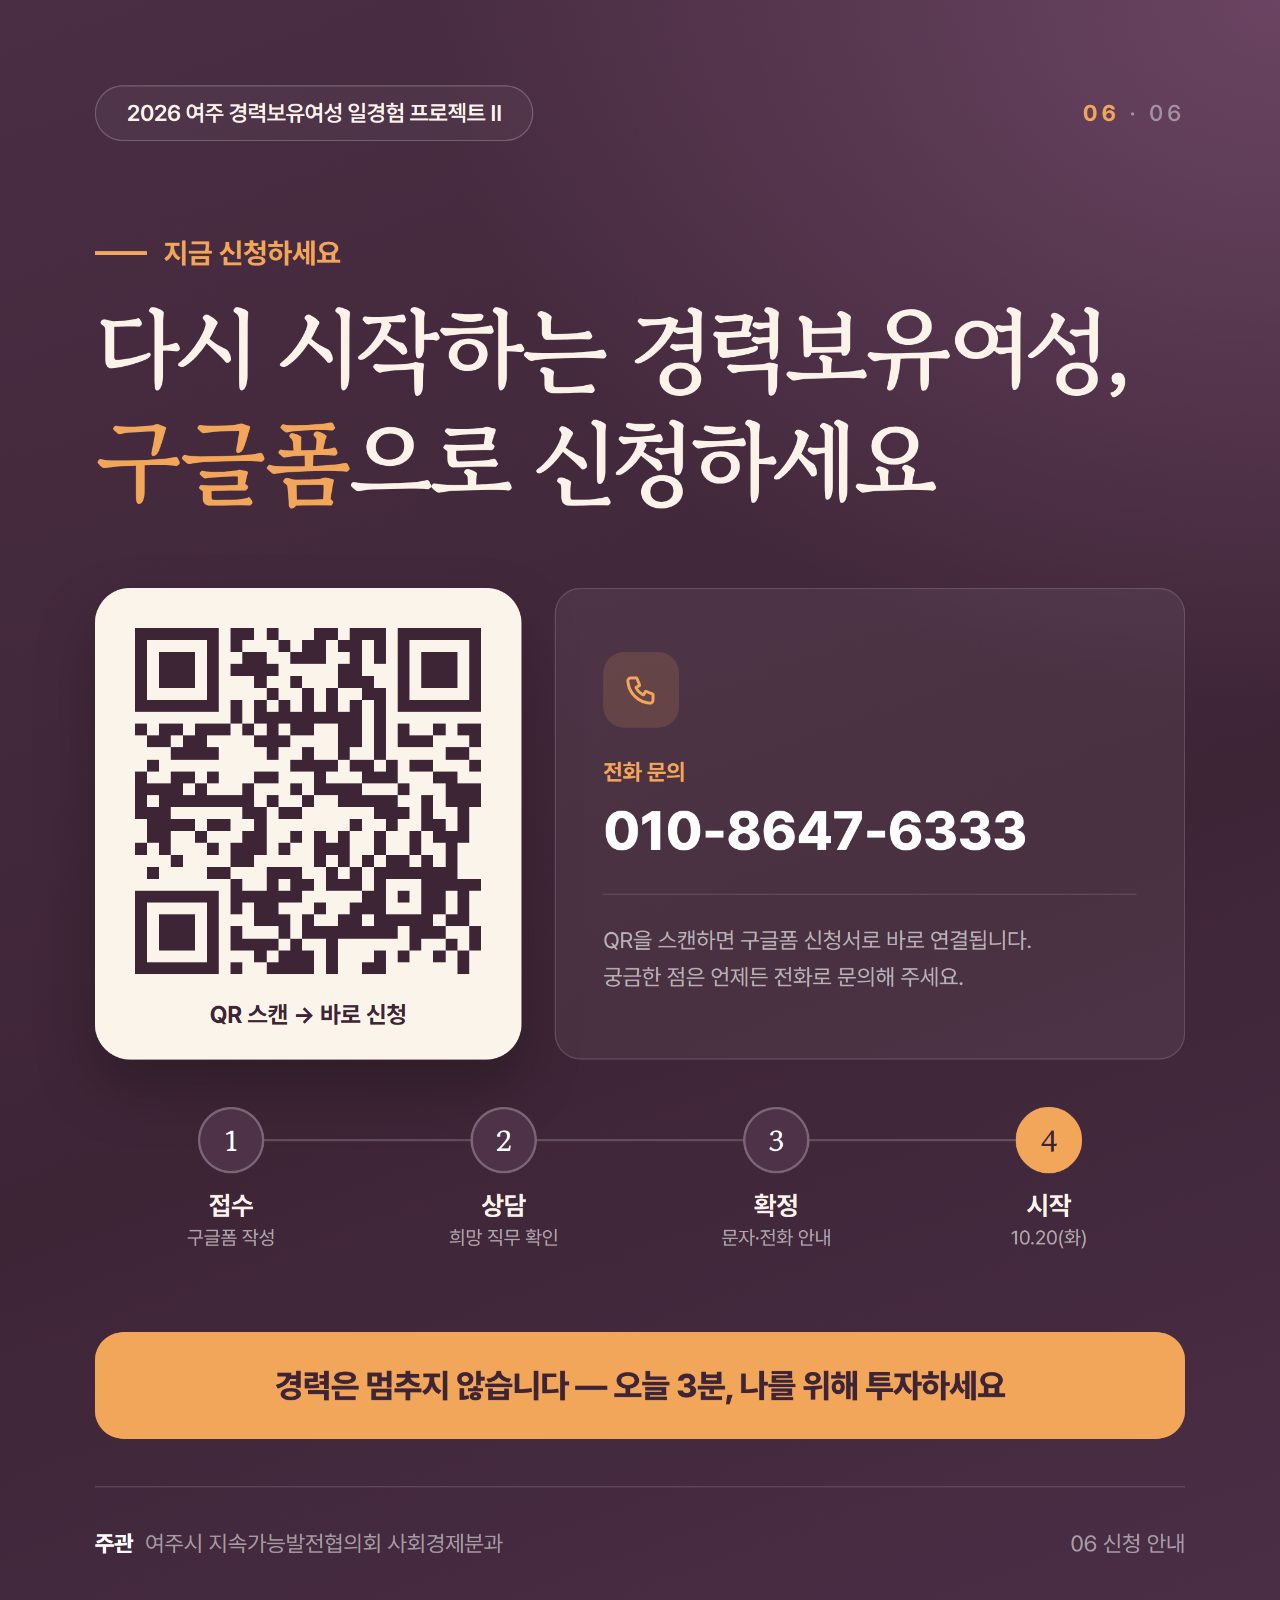 2026 여주 경력보유여성 일경험 프로젝트 II
06 · 06
지금 신청하세요
다시 시작하는 경력보유여성,
구글폼으로 신청하세요
QR 스캔 → 바로 신청
전화 문의
010-8647-6333
QR을 스캔하면 구글폼 신청서로 바로 연결됩니다.
궁금한 점은 언제든 전화로 문의해 주세요.
1
접수
구글폼 작성
2
상담
희망 직무 확인
3
확정
문자·전화 안내
4
시작
10.20(화)
경력은 멈추지 않습니다 — 오늘 3분, 나를 위해 투자하세요
주관 여주시 지속가능발전협의회 사회경제분과
06 신청 안내